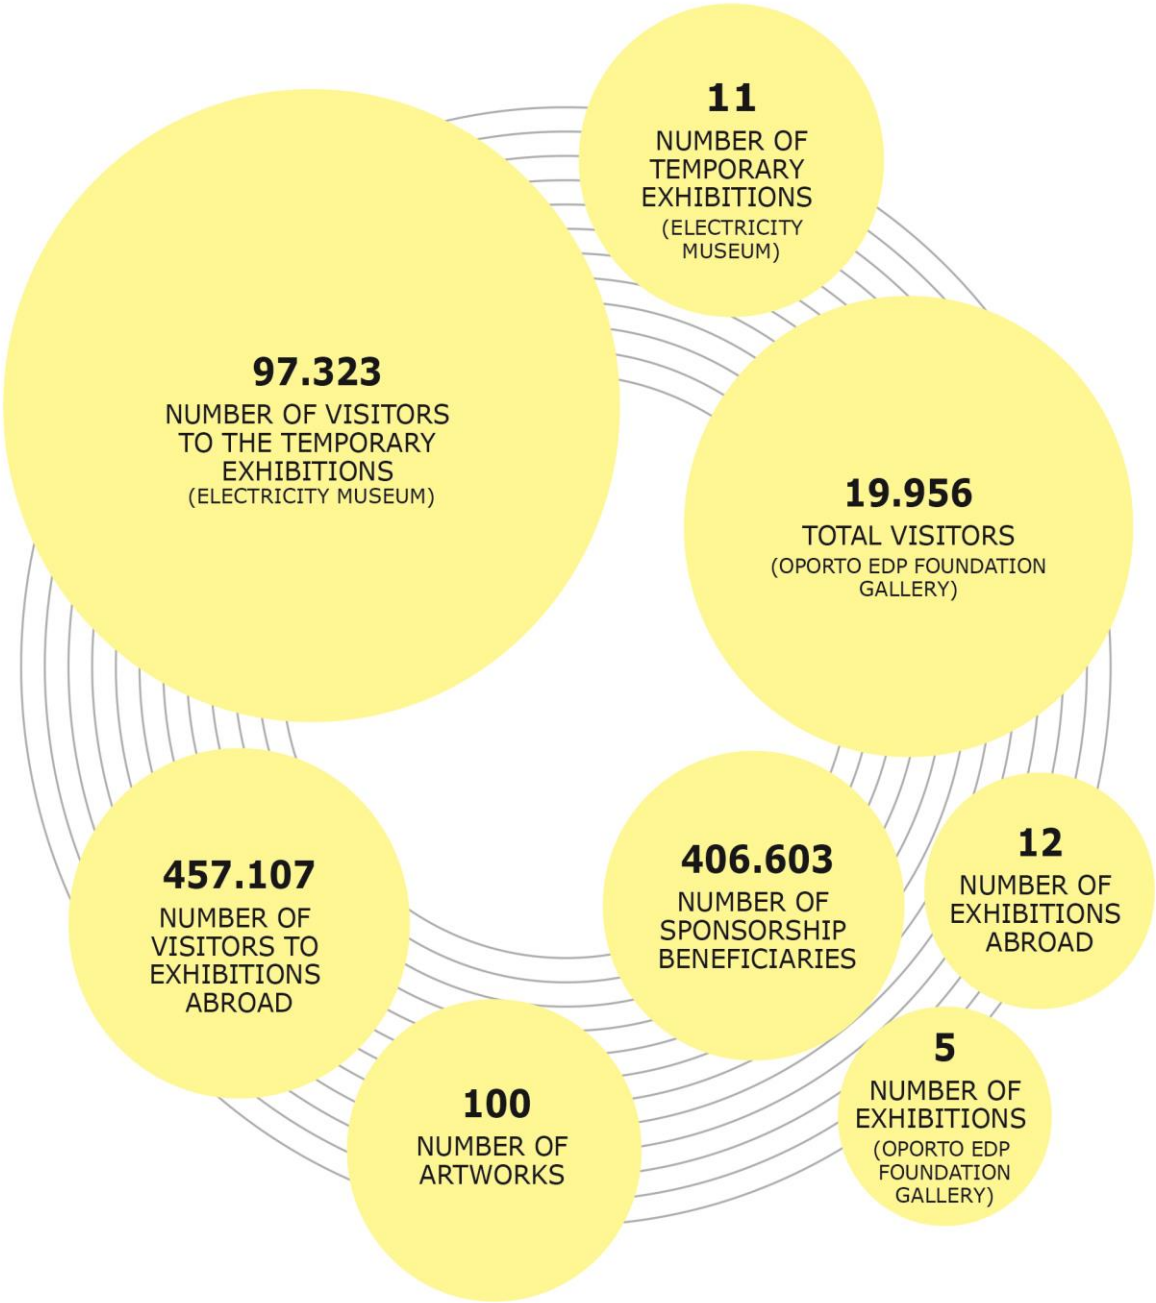 11
NUMBER OF
TEMPORARY
EXHIBITIONS
(ELECTRICITY
MUSEUM)
97.323
NUMBER OF VISITORS
TO THE TEMPORARY
EXHIBITIONS
(ELECTRICITY MUSEUM)
19.956
TOTAL VISITORS
(OPORTO EDP FOUNDATION
GALLERY)
457.107
NUMBER OF
VISITORS TO
EXHIBITIONS
ABROAD
406.603
NUMBER OF
SPONSORSHIP
BENEFICIARIES
12
NUMBER OF
EXHIBITIONS
ABROAD
100
NUMBER OF
ARTWORKS
5
NUMBER OF
EXHIBITIONS
(OPORTO EDP
FOUNDATION
GALLERY)